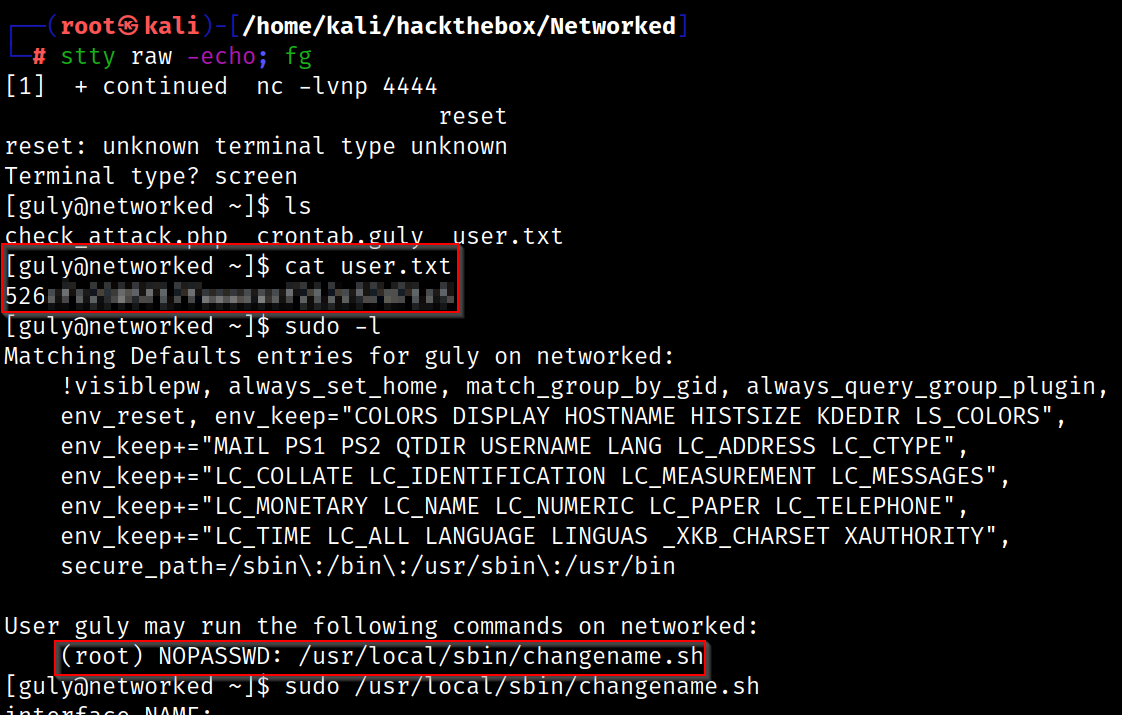 ┌──(root㉿kali)-[/home/kali/hackthebox/Networked]
└─# stty raw -echo; fg
[1]  + continued  nc -lvnp 4444
                               reset
reset: unknown terminal type unknown
Terminal type? screen
[guly@networked ~]$ ls
check_attack.php  crontab.guly  user.txt
[guly@networked ~]$ cat user.txt
526
[guly@networked ~]$ sudo -l
Matching Defaults entries for guly on networked:
    !visiblepw, always_set_home, match_group_by_gid, always_query_group_plugin,
    env_reset, env_keep="COLORS DISPLAY HOSTNAME HISTSIZE KDEDIR LS_COLORS",
    env_keep+="MAIL PS1 PS2 QTDIR USERNAME LANG LC_ADDRESS LC_CTYPE",
    env_keep+="LC_COLLATE LC_IDENTIFICATION LC_MEASUREMENT LC_MESSAGES",
    env_keep+="LC_MONETARY LC_NAME LC_NUMERIC LC_PAPER LC_TELEPHONE",
    env_keep+="LC_TIME LC_ALL LANGUAGE LINGUAS _XKB_CHARSET XAUTHORITY",
    secure_path=/sbin\:/bin\:/usr/sbin\:/usr/bin

User guly may run the following commands on networked:
    (root) NOPASSWD: /usr/local/sbin/changename.sh
[guly@networked ~]$ sudo /usr/local/sbin/changename.sh
interface NAME: